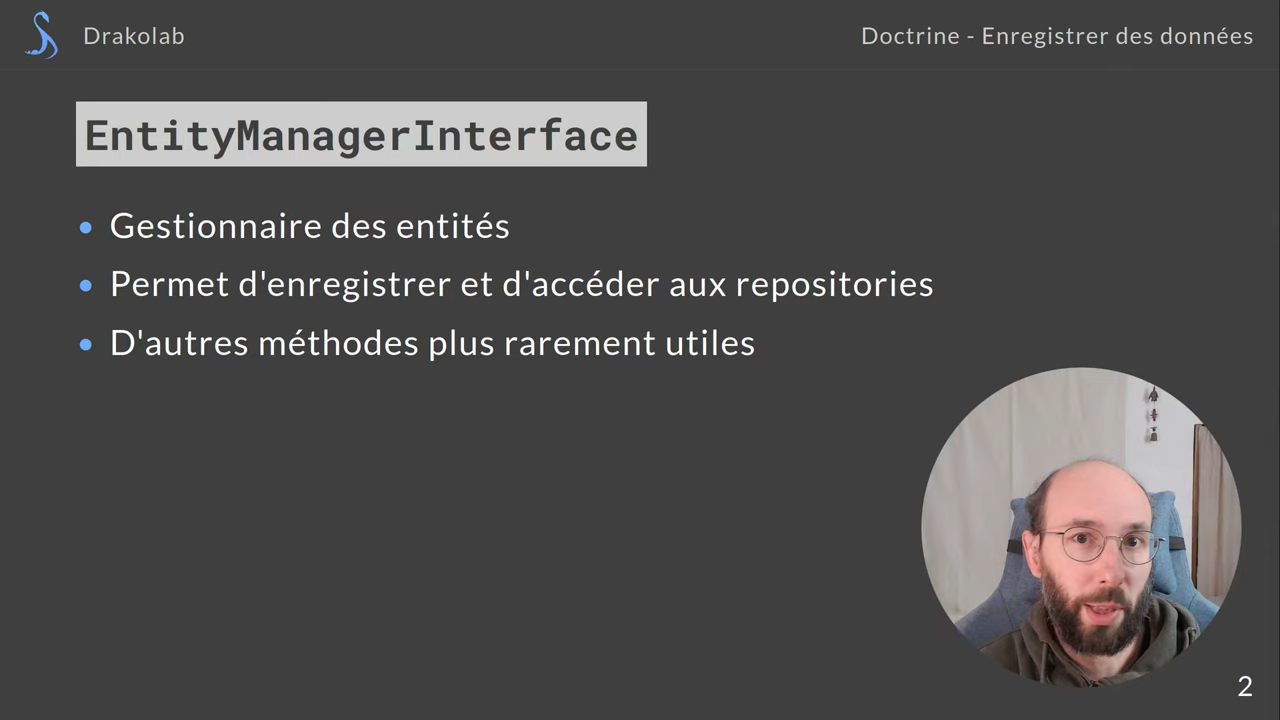 Drakolab
Doctrine - Enregistrer des données
EntityManagerInterface
Gestionnaire des entités
Permet d'enregistrer et d'accéder aux repositories
D'autres méthodes plus rarement utiles
2